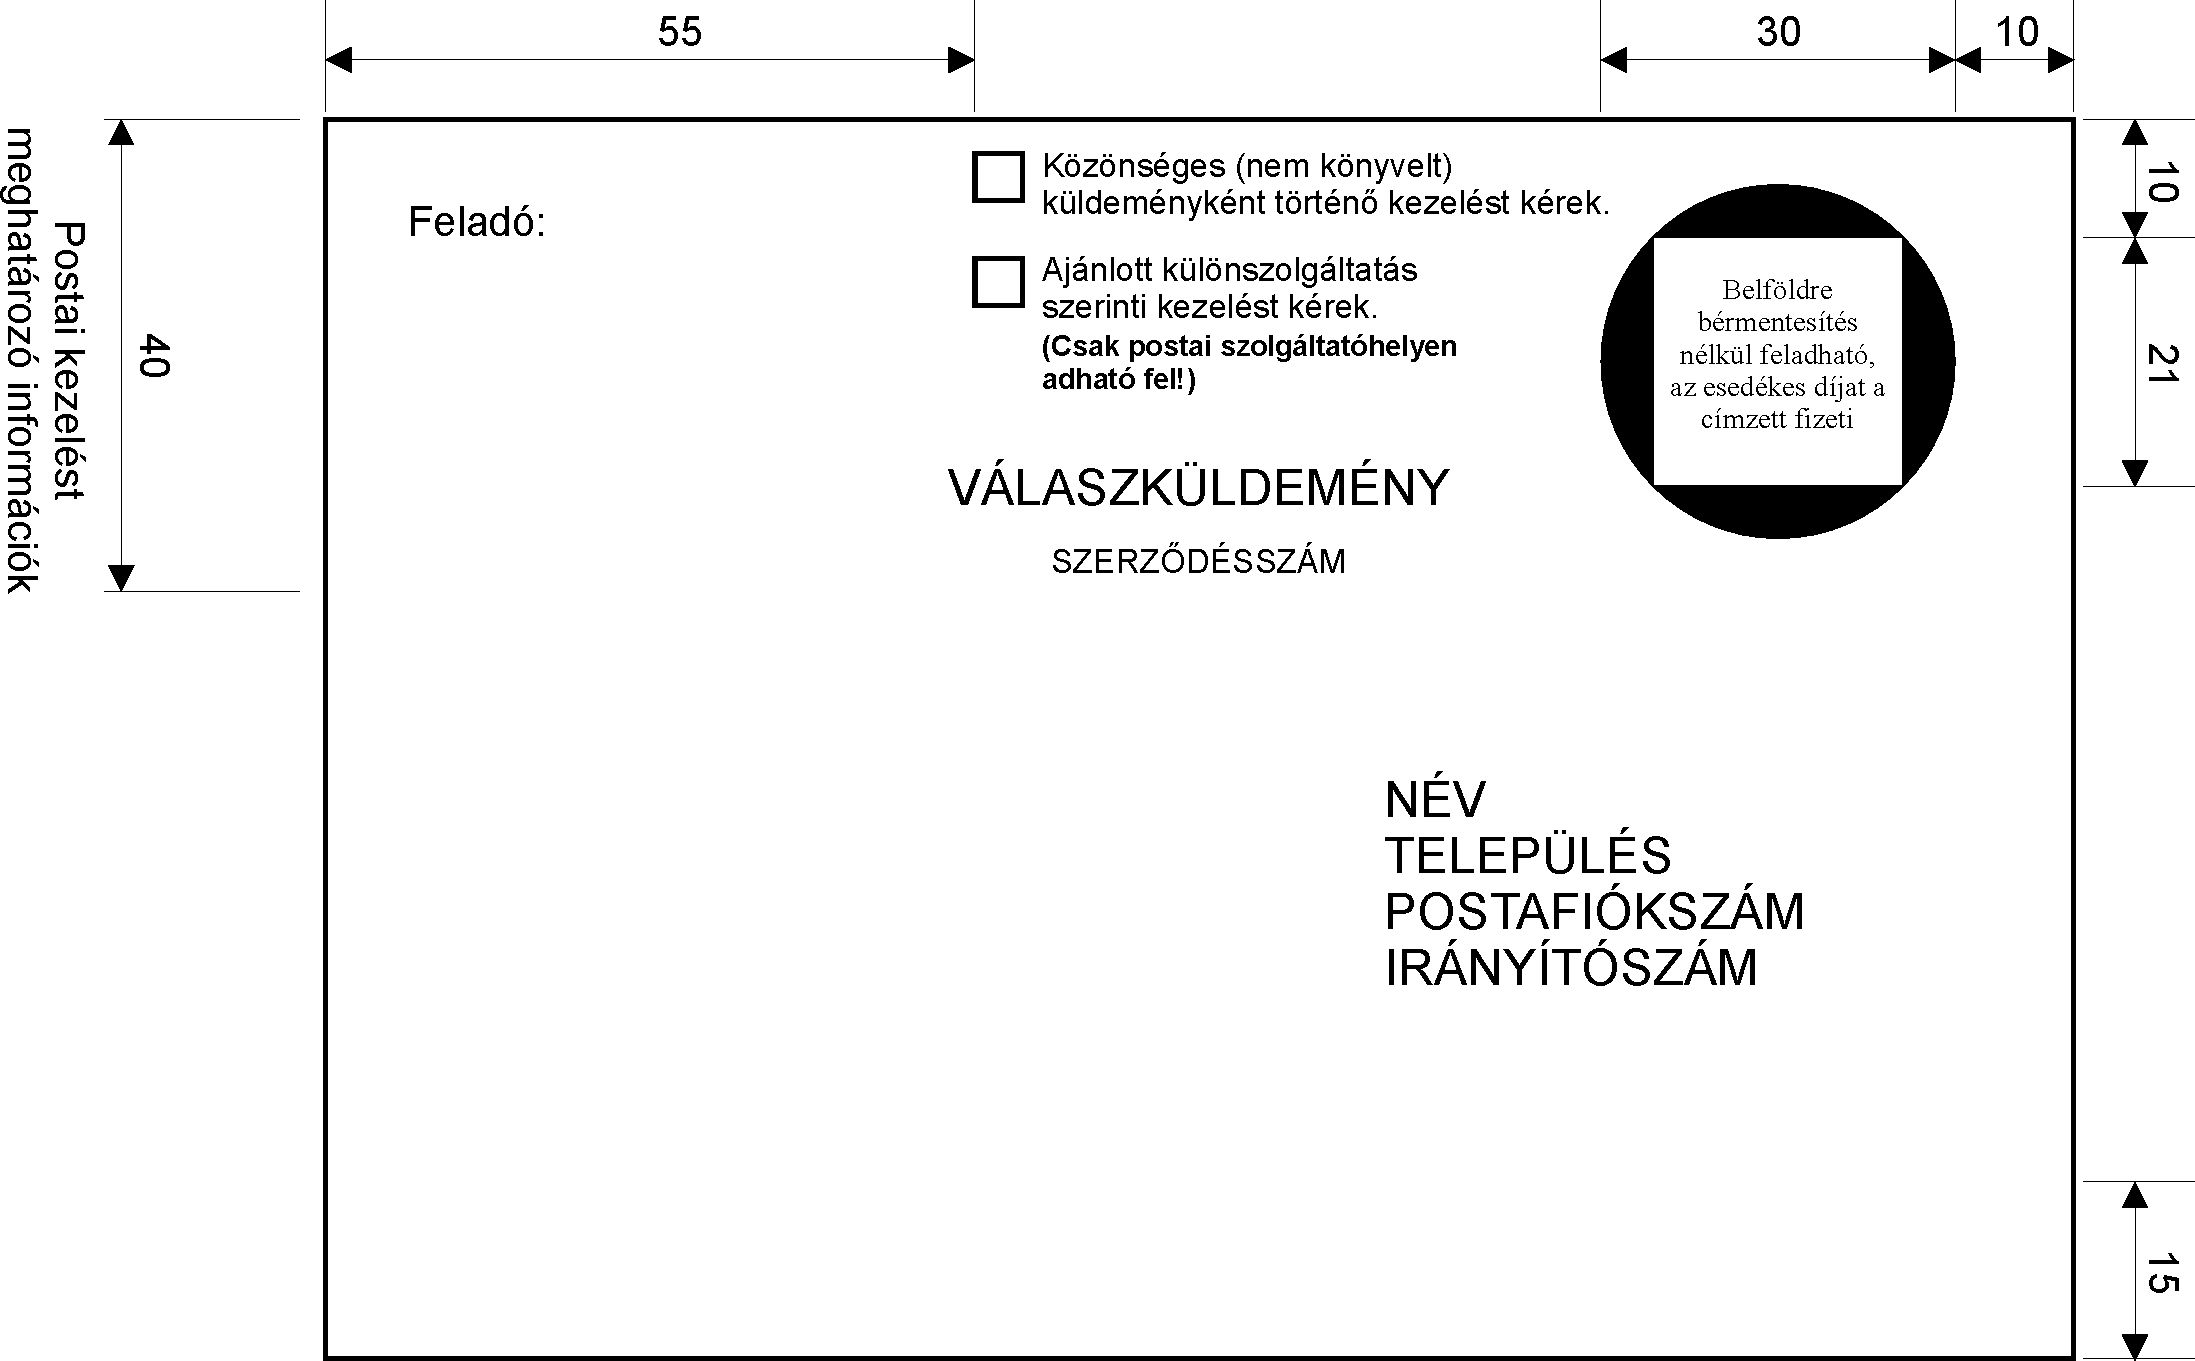 55
30
10
Postai kezelést
meghatározó információk
40
Feladó:
Közönséges (nem könyvelt)
küldeményként történő kezelést kérek.
Ajánlott különszolgáltatás
szerinti kezelést kérek.
(Csak postai szolgáltatóhelyen
adható fel!)
Belföldre
bérmentesítés
nélkül feladható,
az esedékes díjat a
címzett fizeti
10
21
VÁLASZKÜLDEMÉNY
SZERZŐDÉSSZÁM
NÉV
TELEPÜLÉS
POSTAFIÓKSZÁM
IRÁNYÍTÓSZÁM
15